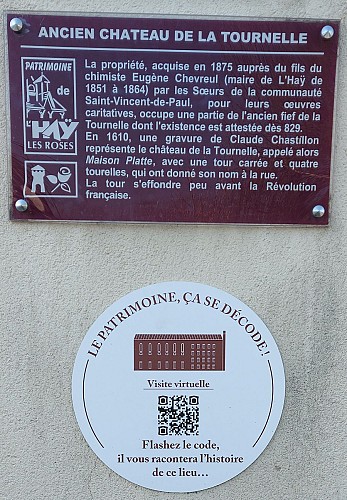 ANCIEN CHATEAU DE LA TOURNELLE
PATRIMOINE
de
L'HAŸ
LES ROSES
La propriété, acquise en 1875 auprès du fils du
chimiste Eugène Chevreul (maire de L'Haÿ de
1851 à 1864) par les Sœurs de la communauté
Saint-Vincent-de-Paul, pour leurs œuvres
caritatives, occupe une partie de l'ancien fief de la
Tournelle dont l'existence est attestée dès 829.
En 1610, une gravure de Claude Chastillon
représente le château de la Tournelle, appelé alors
Maison Platte, avec une tour carrée et quatre
tourelles, qui ont donné son nom à la rue.
La tour s'effondre peu avant la Révolution
française.
LE PATRIMOINE, ÇA SE DÉCODE !
Visite virtuelle
Flashez le code,
il vous racontera l'histoire
de ce lieu...